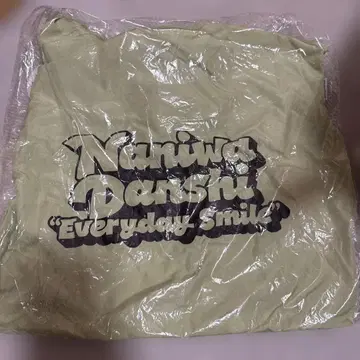 Naniwa
Danshi
"Everyday Smile"